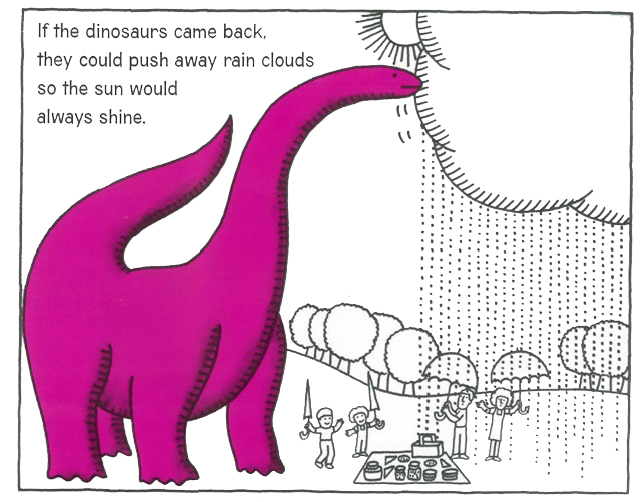 If the dinosaurs came back,
they could push away rain clouds
so the sun would
always shine.